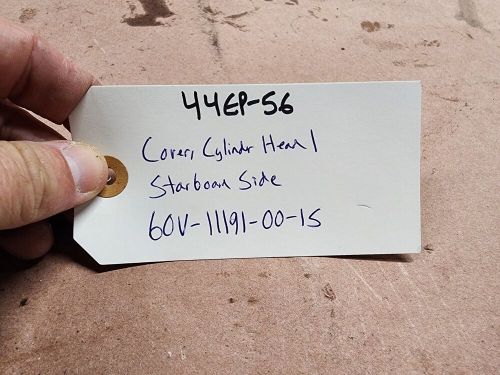 44EP-56
Cover, Cylinder Head 1
Starboard Side
60V-11191-00-1S